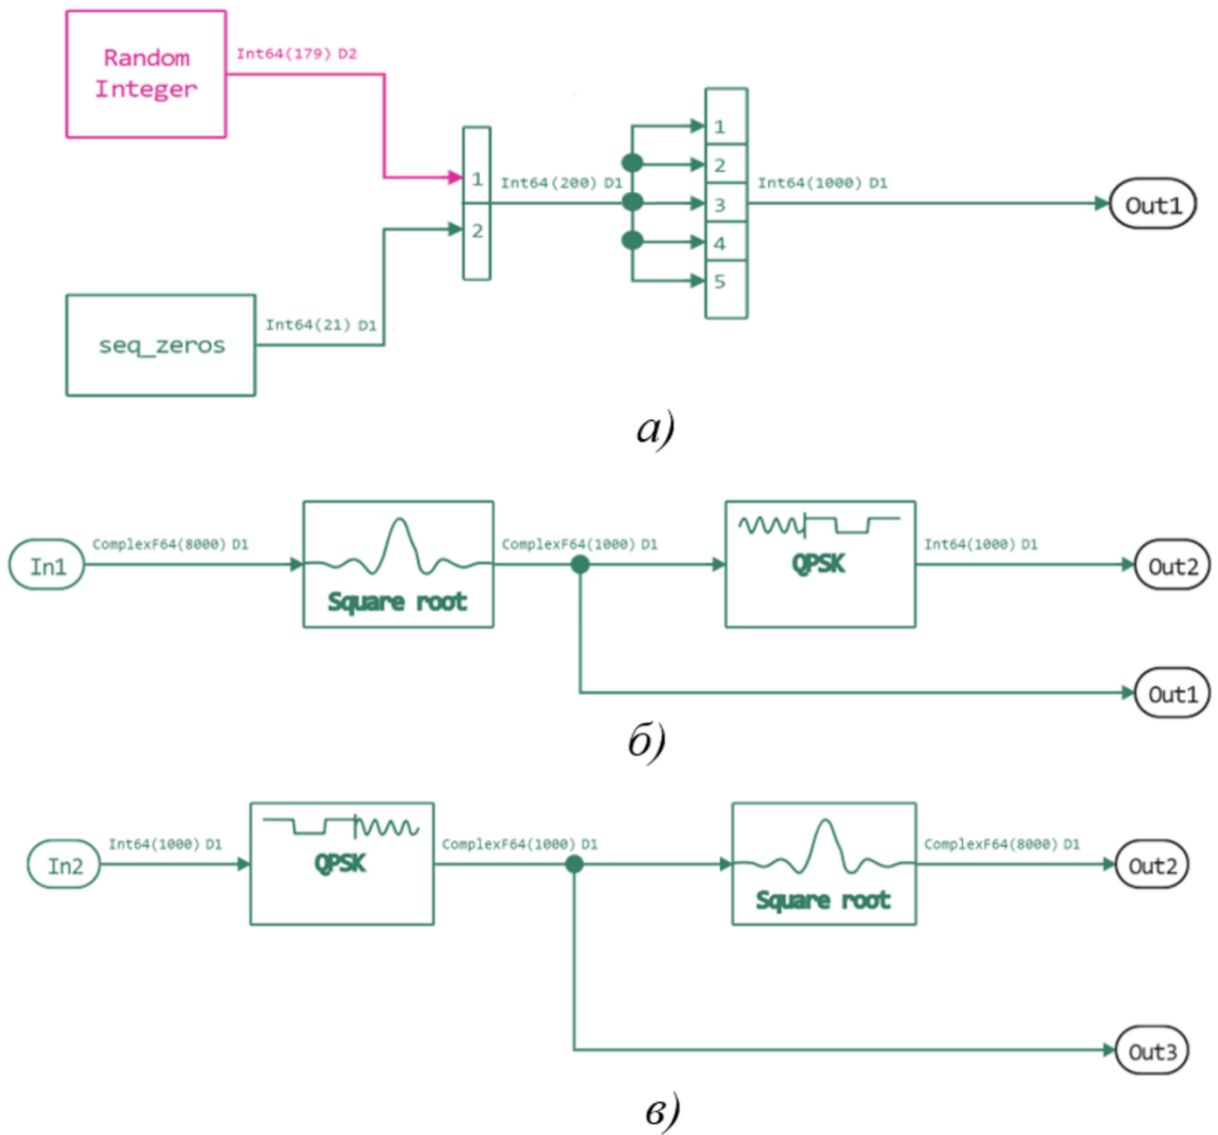 Random
Integer
Int64(179) D2
1
2
Int64(200) D1
1
2
3
4
5
Int64(1000) D1
Out1
seq_zeros
Int64(21) D1
а)
In1
ComplexF64(8000) D1
Square root
ComplexF64(1000) D1
QPSK
Int64(1000) D1
Out2
Out1
б)
In2
Int64(1000) D1
QPSK
ComplexF64(1000) D1
Square root
ComplexF64(8000) D1
Out2
Out3
в)